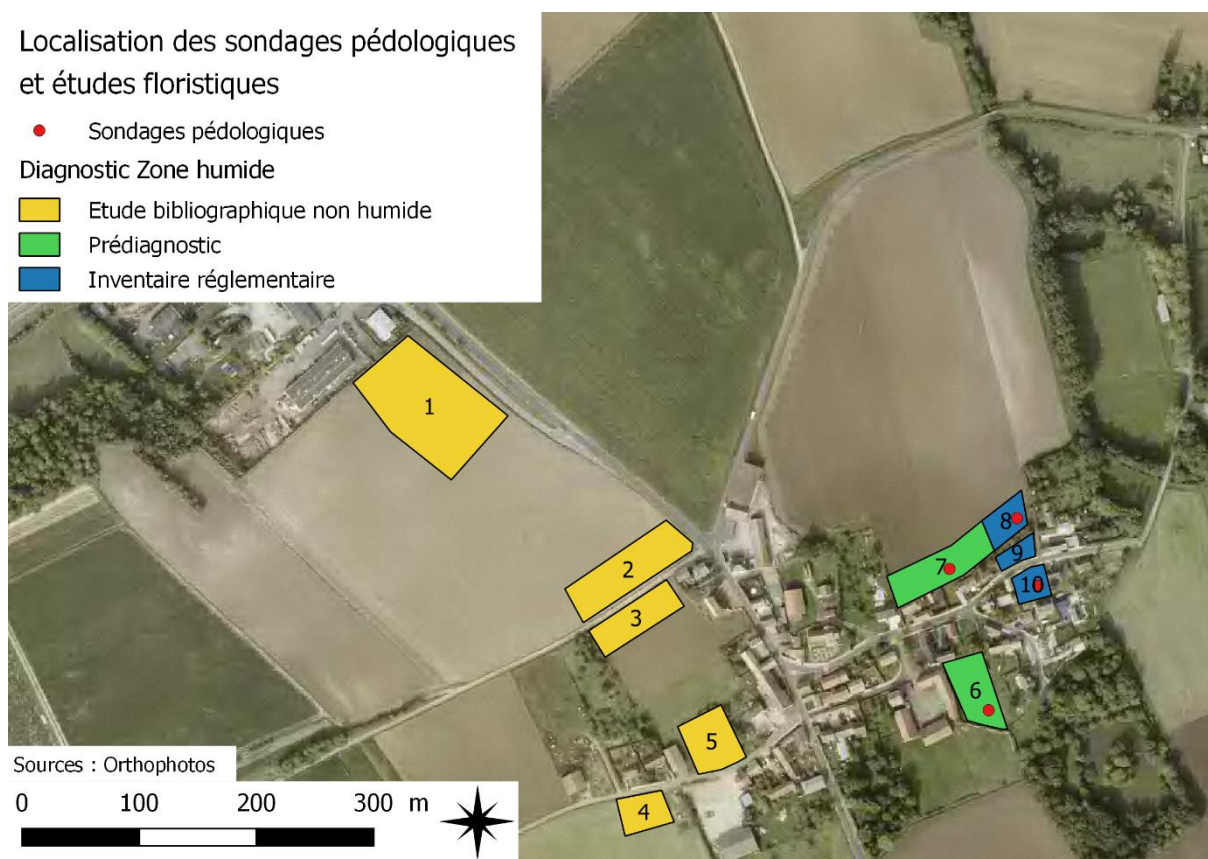 Localisation des sondages pédologiques
et études floristiques
Sondages pédologiques
Diagnostic Zone humide
Etude bibliographique non humide
Prédiagnostic
Inventaire réglementaire
1
2
3
4
5
6
7
8
9
10
Sources : Orthophotos
0 100 200 300 m